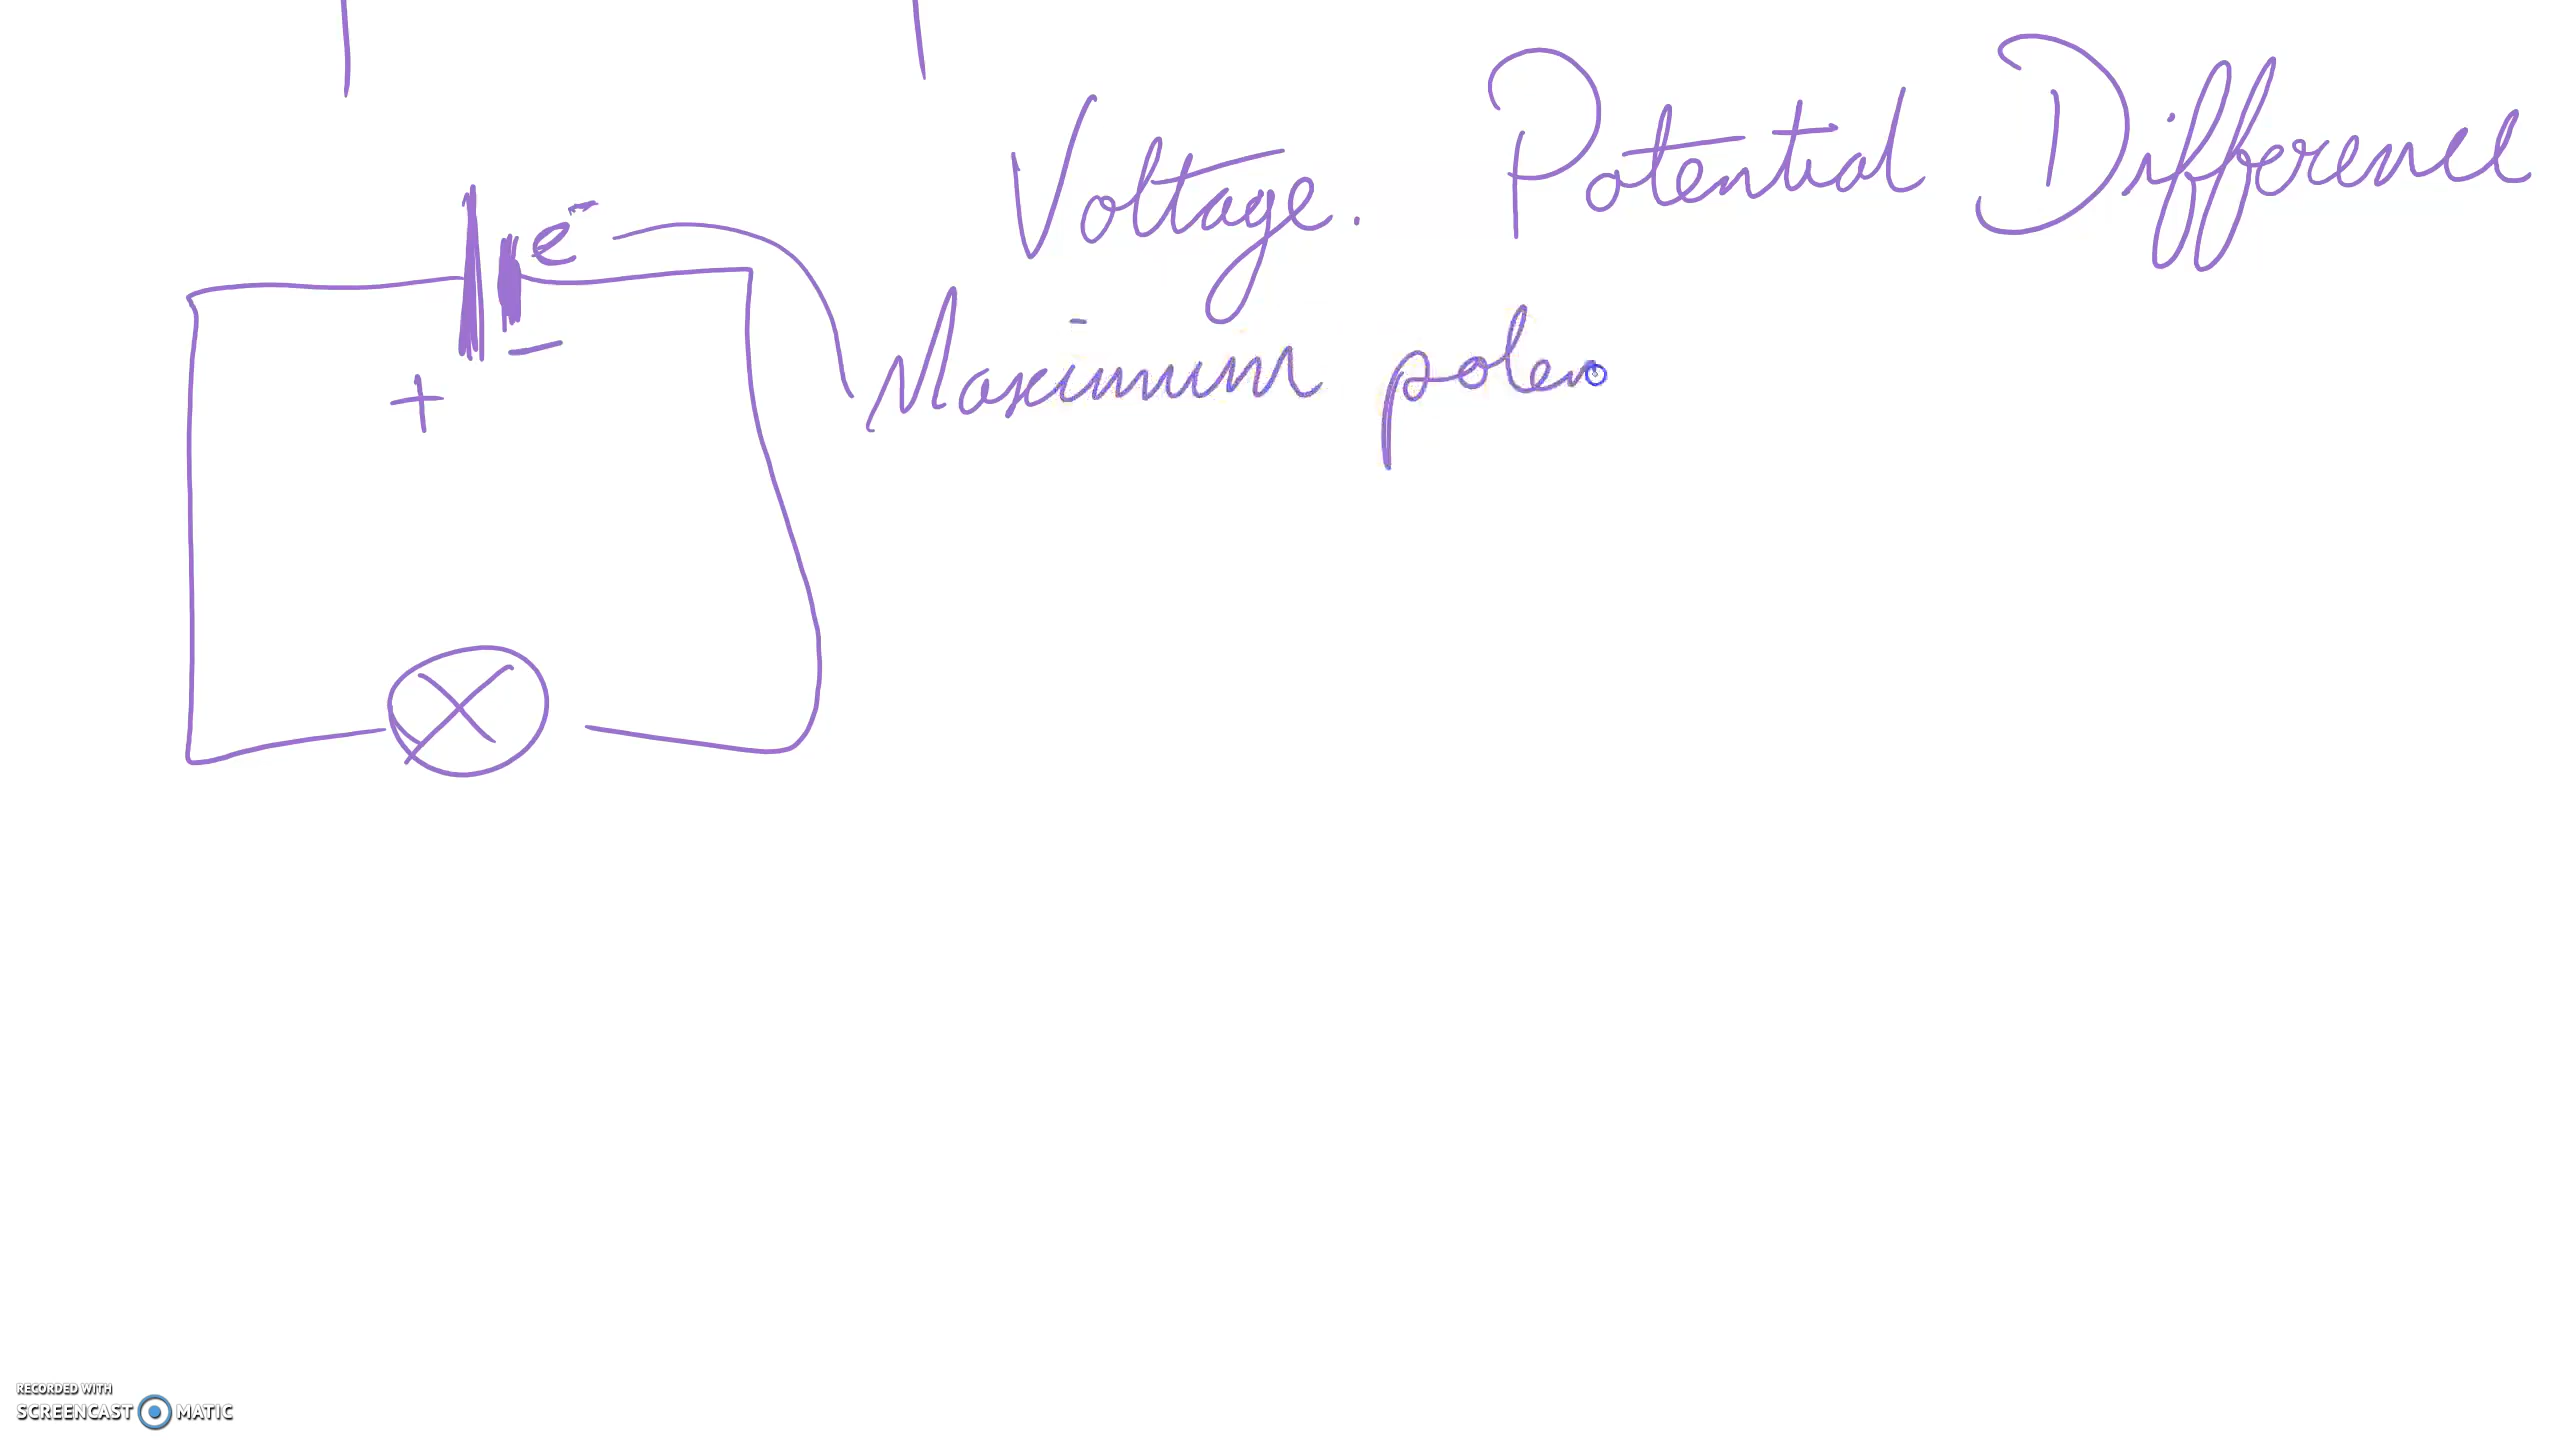 Voltage. Potential Difference
e⁻
Maximum poten
+ −
RECORDED WITH
SCREENCAST MATIC